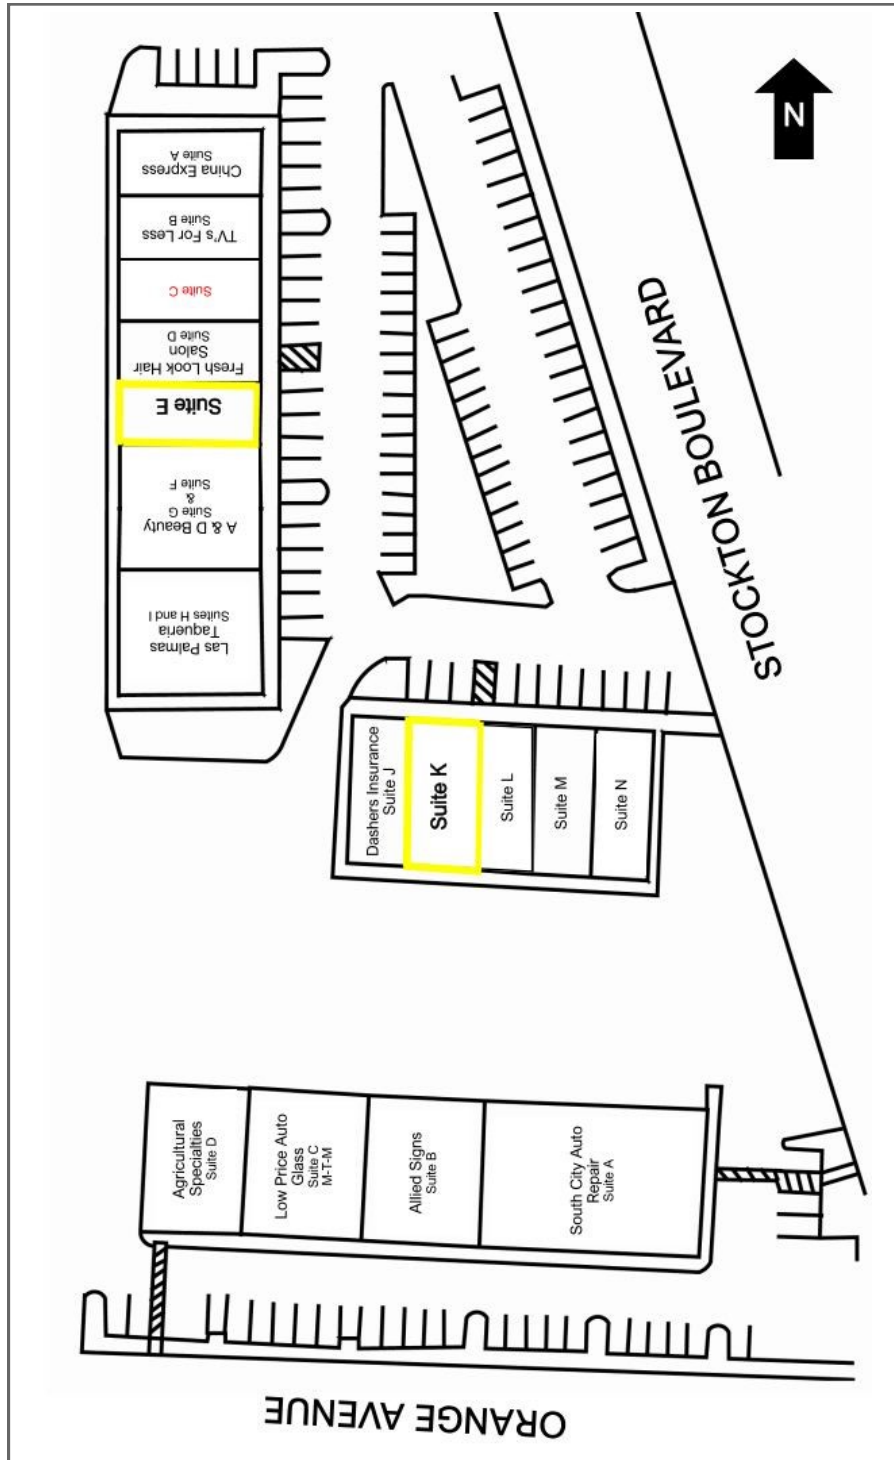 N
China Express
Suite A
TV's For Less
Suite B
Suite C
Fresh Look Hair
Salon
Suite D
Suite E
A & D Beauty
Suite G
&
Suite F
Las Palmas
Taqueria
Suites H and I
STOCKTON BOULEVARD
Dashers Insurance
Suite J
Suite K
Suite L
Suite M
Suite N
Agricultural
Specialties
Suite D
Low Price Auto
Glass
Suite C
M-T-M
Allied Signs
Suite B
South City Auto
Repair
Suite A
ORANGE AVENUE